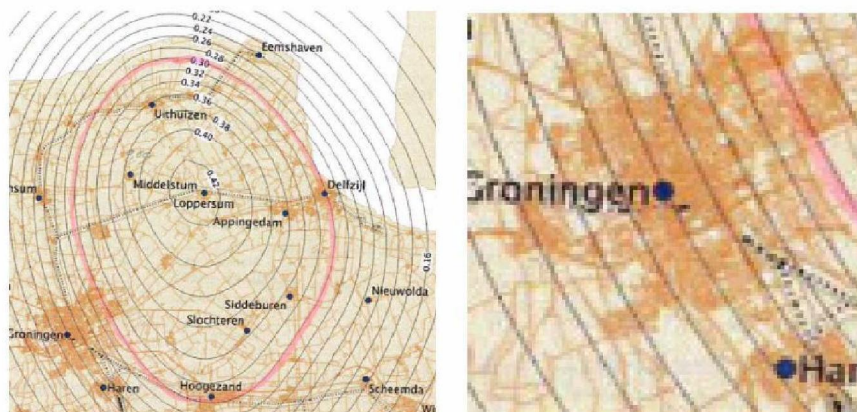 0.22
0.24
0.26
0.28
0.30
0.32
0.34
0.36
0.38
0.40
0.42
0.16
Eemshaven
Uithuizen
nsum
Middelstum
Loppersum
Delfzijl
Appingedam
Siddeburen
Nieuwolda
Slochteren
Groningen
Haren
Hoogezand
Scheemda
Wi
Groningen
Har